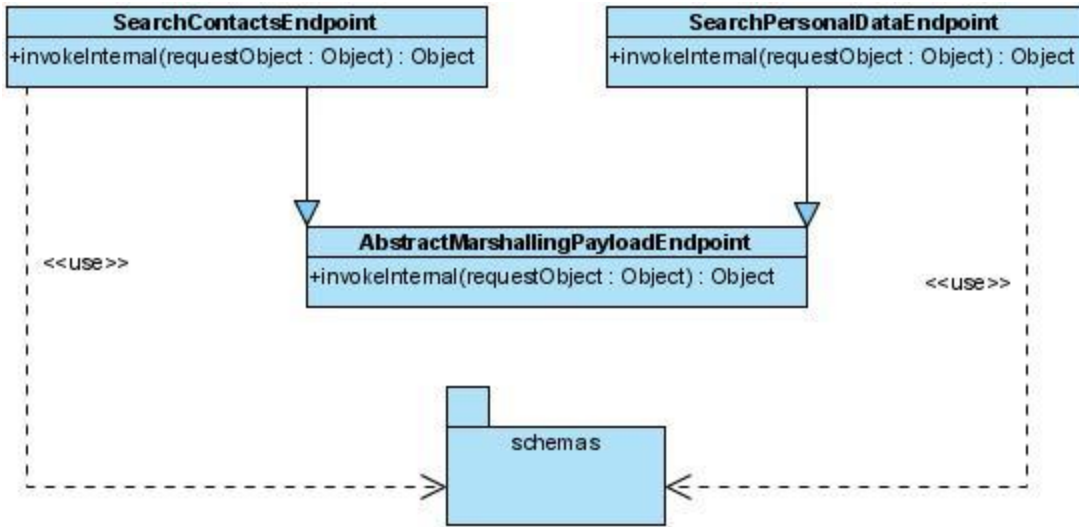 SearchContactsEndpoint
+invokeInternal(requestObject : Object) : Object
SearchPersonalDataEndpoint
+invokeInternal(requestObject : Object) : Object
AbstractMarshallingPayloadEndpoint
+invokeInternal(requestObject : Object) : Object
<<use>>
<<use>>
schemas